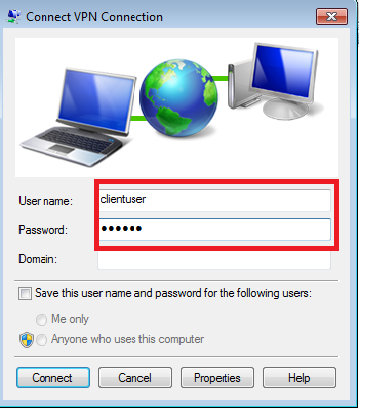 Connect VPN Connection
User name: clientuser
Password: ••••••
Domain:
Save this user name and password for the following users:
Me only
Anyone who uses this computer
Connect Cancel Properties Help